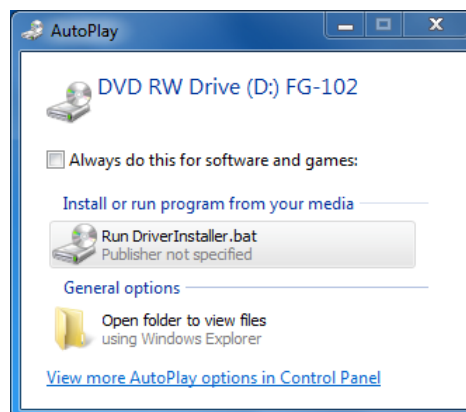 AutoPlay
DVD RW Drive (D:) FG-102
Always do this for software and games:
Install or run program from your media
Run DriverInstaller.bat
Publisher not specified
General options
Open folder to view files
using Windows Explorer
View more AutoPlay options in Control Panel